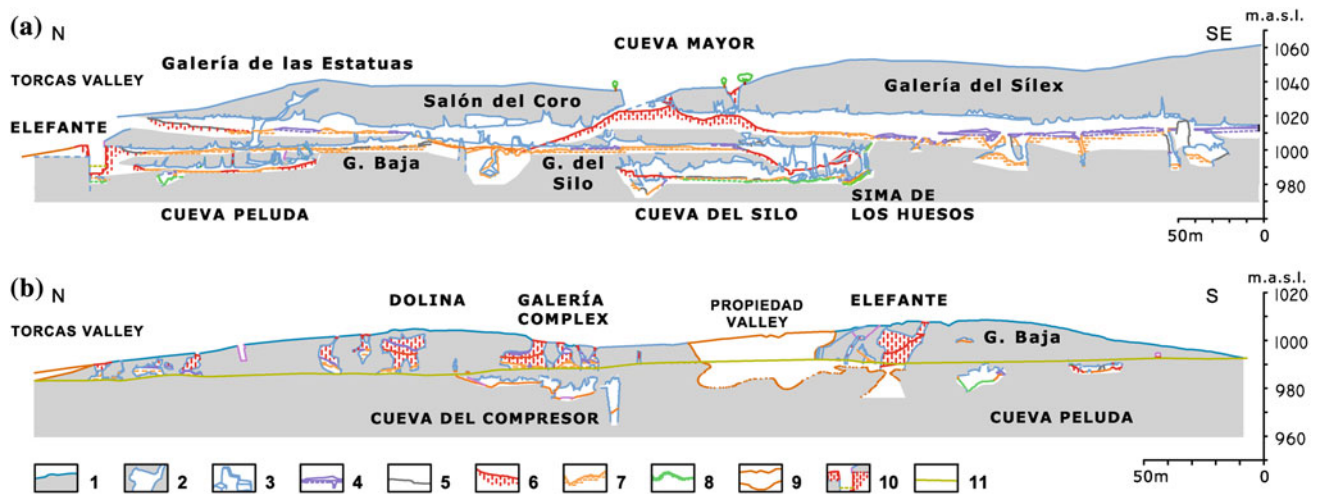 (a) N
m.a.s.l.
SE
CUEVA MAYOR
1060
Galería de las Estatuas
TORCAS VALLEY
Galería del Sílex
1040
Salón del Coro
1020
ELEFANTE
1000
G. Baja
G. del
Silo
980
SIMA DE
LOS HUESOS
CUEVA PELUDA
CUEVA DEL SILO
50m 0
(b) N
m.a.s.l.
S
1020
DOLINA
GALERÍA
COMPLEX
PROPIEDAD
VALLEY
ELEFANTE
TORCAS VALLEY
G. Baja
1000
980
CUEVA DEL COMPRESOR
CUEVA PELUDA
960
1 2 3 4 5 6 7 8 9 10 11
50m 0